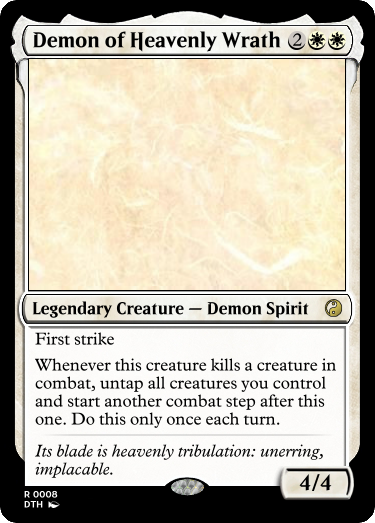 Demon of Heavenly Wrath 2
Legendary Creature — Demon Spirit
First strike
Whenever this creature kills a creature in
combat, untap all creatures you control
and start another combat step after this
one. Do this only once each turn.
Its blade is heavenly tribulation: unerring,
implacable.
4/4
R 0008
DTH